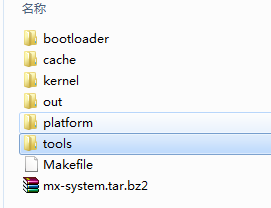 名称
bootloader
cache
kernel
out
platform
tools
Makefile
mx-system.tar.bz2